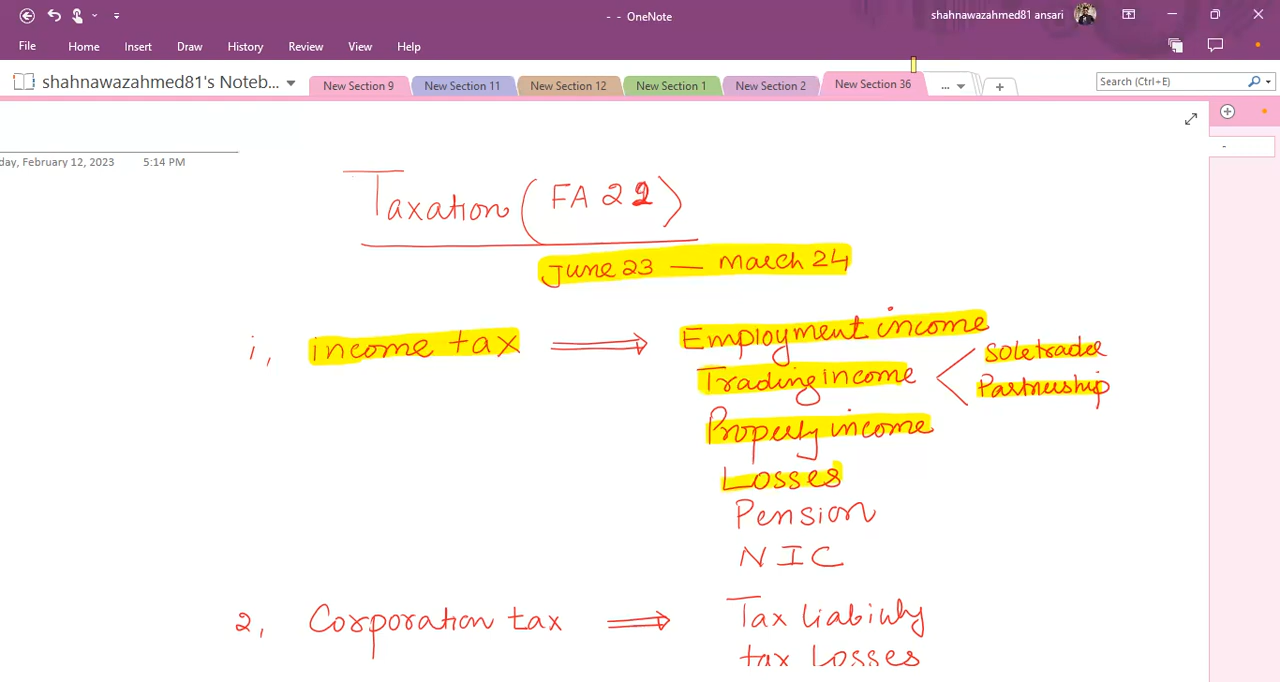 - - OneNote
shahnawazahmed81 ansari
File Home Insert Draw History Review View Help
shahnawazahmed81's Noteb... New Section 9 New Section 11 New Section 12 New Section 1 New Section 2 New Section 36 ... + Search (Ctrl+E)
day, February 12, 2023 5:14 PM
-
Taxation (FA 22)
June 23 — March 24
i, income tax ⟹ Employment income
Trading income < Soletrader
Partnership
Property income
Losses
Pension
NIC
2, Corporation tax ⟹ Tax liability
tax Losses